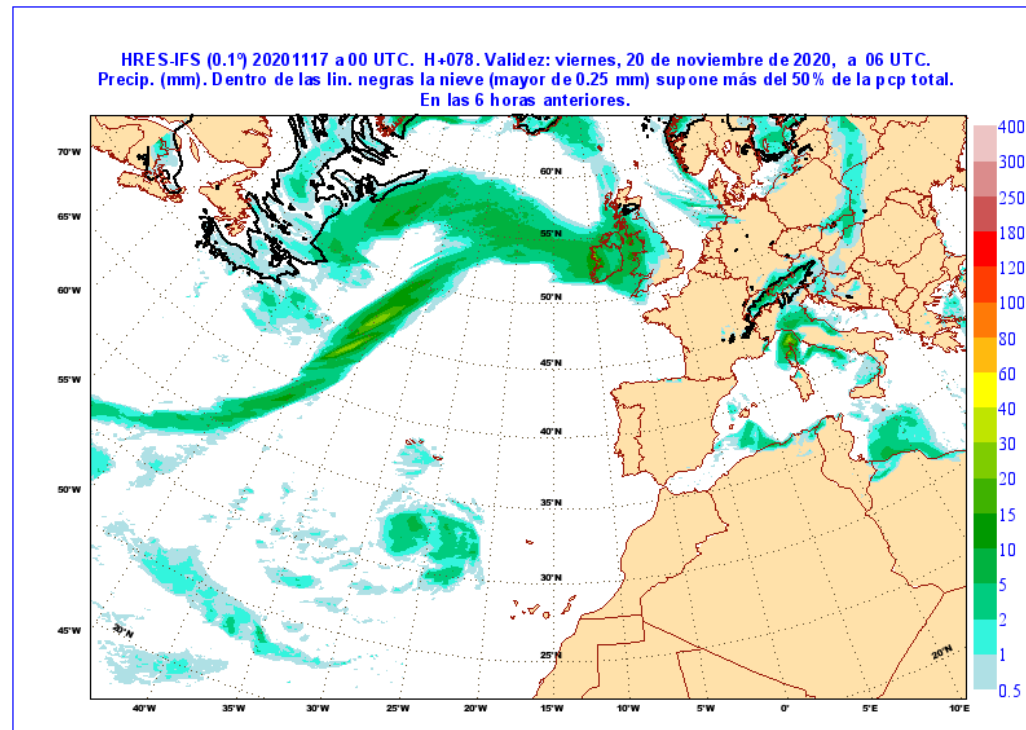 HRES-IFS (0.1º) 20201117 a 00 UTC. H+078. Validez: viernes, 20 de noviembre de 2020, a 06 UTC.
Precip. (mm). Dentro de las lin. negras la nieve (mayor de 0.25 mm) supone más del 50% de la pcp total.
En las 6 horas anteriores.
70°W
65°W
60°W
55°W
50°W
45°W
60°N
55°N
50°N
45°N
40°N
35°N
30°N
25°N
20°N
20°N
40°W
35°W
30°W
25°W
20°W
15°W
10°W
5°W
0°
5°E
10°E
400
300
250
180
120
100
80
60
40
30
20
15
10
5
2
1
0.5